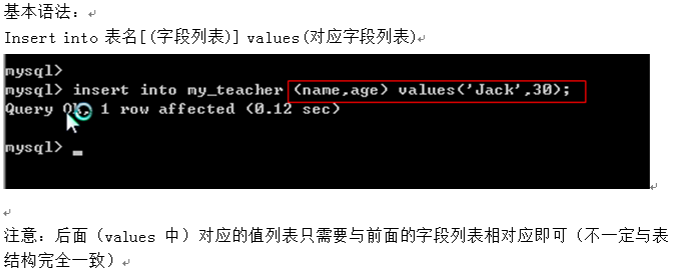 基本语法：
Insert into 表名[(字段列表)] values(对应字段列表)
mysql>
mysql> insert into my_teacher (name,age) values('Jack',30);
Query OK, 1 row affected (0.12 sec)
mysql> _
注意：后面（values 中）对应的值列表只需要与前面的字段列表相对应即可（不一定与表
结构完全一致）